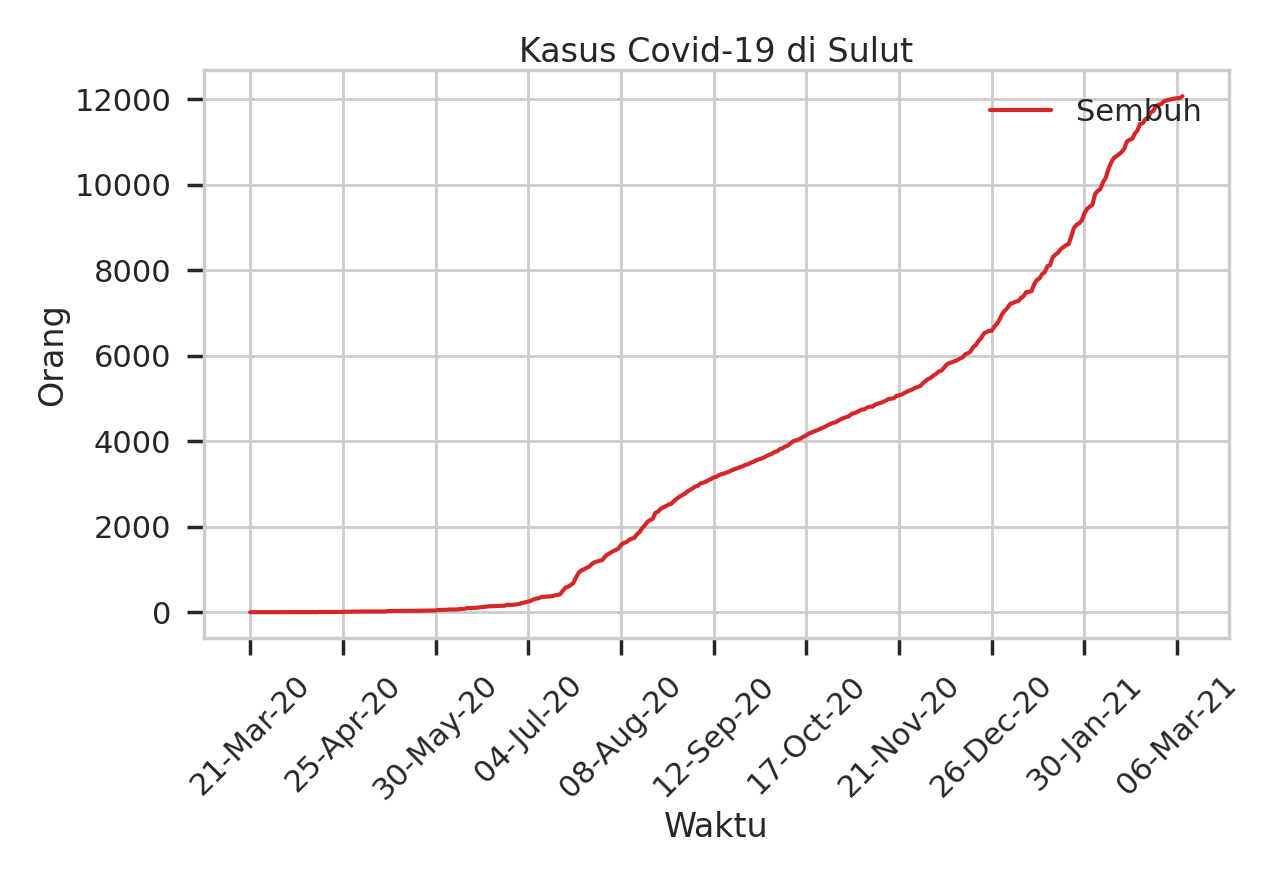 Kasus Covid-19 di Sulut
Sembuh
12000
10000
8000
6000
4000
2000
0
Orang
21-Mar-20
25-Apr-20
30-May-20
04-Jul-20
08-Aug-20
12-Sep-20
17-Oct-20
21-Nov-20
26-Dec-20
30-Jan-21
06-Mar-21
Waktu